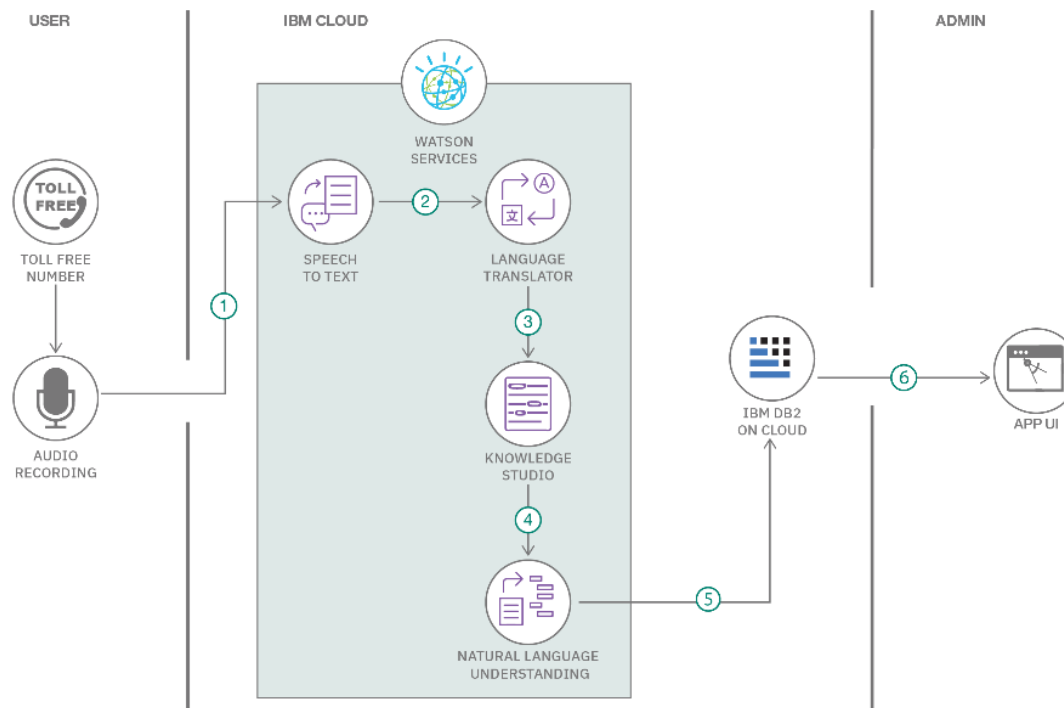 USER
IBM CLOUD
ADMIN
WATSON
SERVICES
TOLL
FREE
TOLL FREE
NUMBER
SPEECH
TO TEXT
2
A
文
LANGUAGE
TRANSLATOR
1
3
AUDIO
RECORDING
KNOWLEDGE
STUDIO
4
NATURAL LANGUAGE
UNDERSTANDING
5
IBM DB2
ON CLOUD
6
APP UI